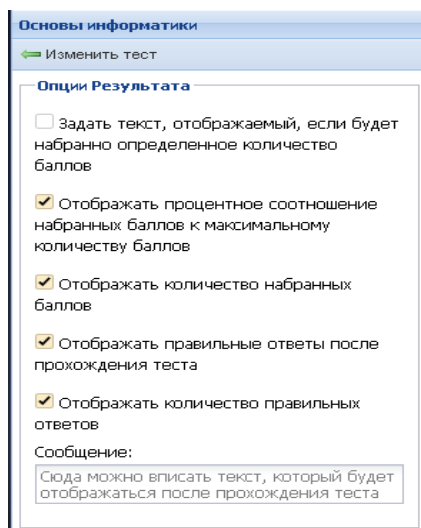 Основы информатики
Изменить тест
Опции Результата
Задать текст, отображаемый, если будет
набранно определенное количество
баллов
Отображать процентное соотношение
набранных баллов к максимальному
количеству баллов
Отображать количество набранных
баллов
Отображать правильные ответы после
прохождения теста
Отображать количество правильных
ответов
Сообщение:
Сюда можно вписать текст, который будет
отображаться после прохождения теста